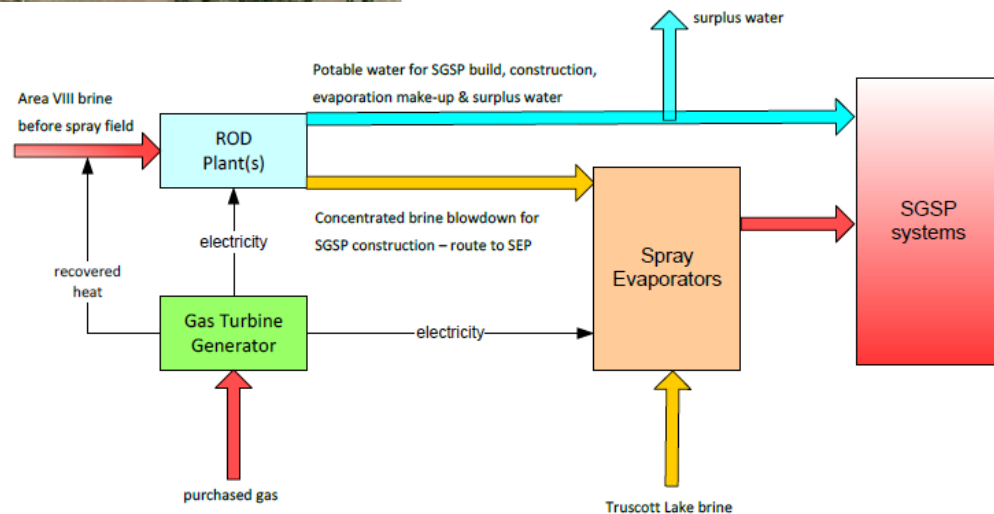 surplus water
Potable water for SGSP build, construction,
evaporation make-up & surplus water
Area VIII brine
before spray field
ROD
Plant(s)
SGSP
systems
Concentrated brine blowdown for
SGSP construction – route to SEP
electricity
Spray
Evaporators
recovered
heat
Gas Turbine
Generator
electricity
purchased gas
Truscott Lake brine